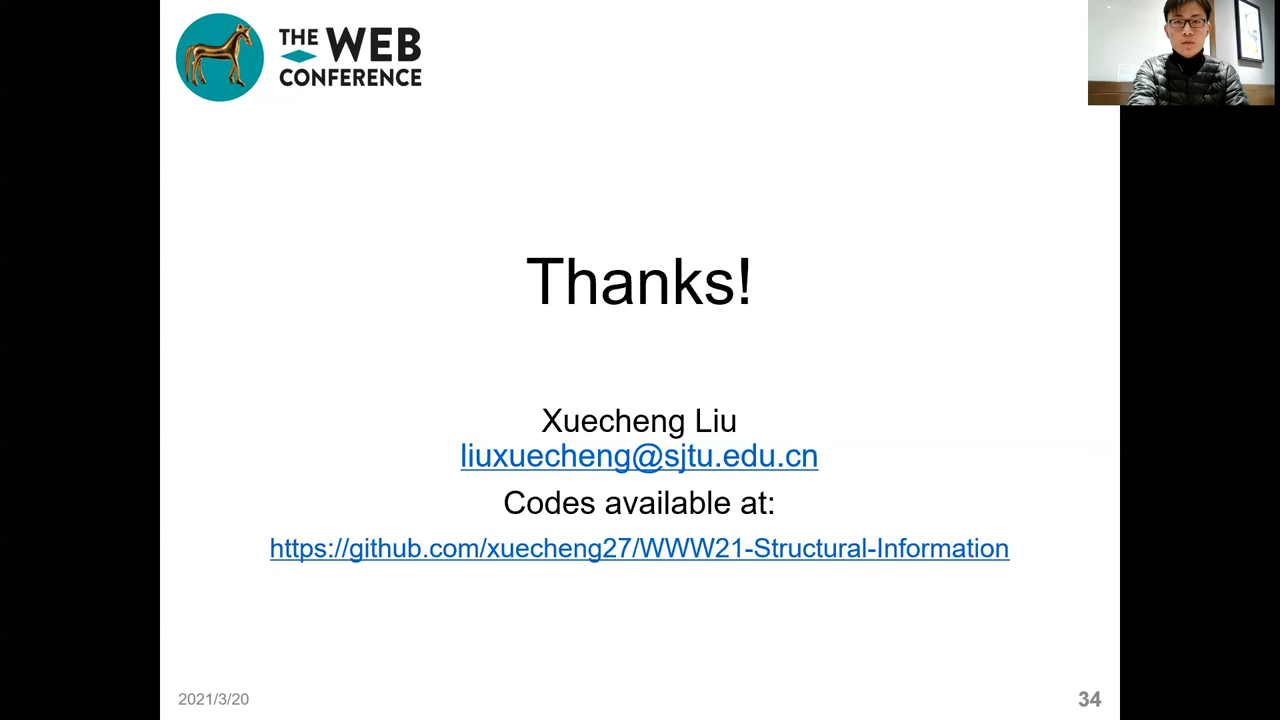 THE WEB
CONFERENCE
Thanks!
Xuecheng Liu
liuxuecheng@sjtu.edu.cn
Codes available at:
https://github.com/xuecheng27/WWW21-Structural-Information
2021/3/20
34